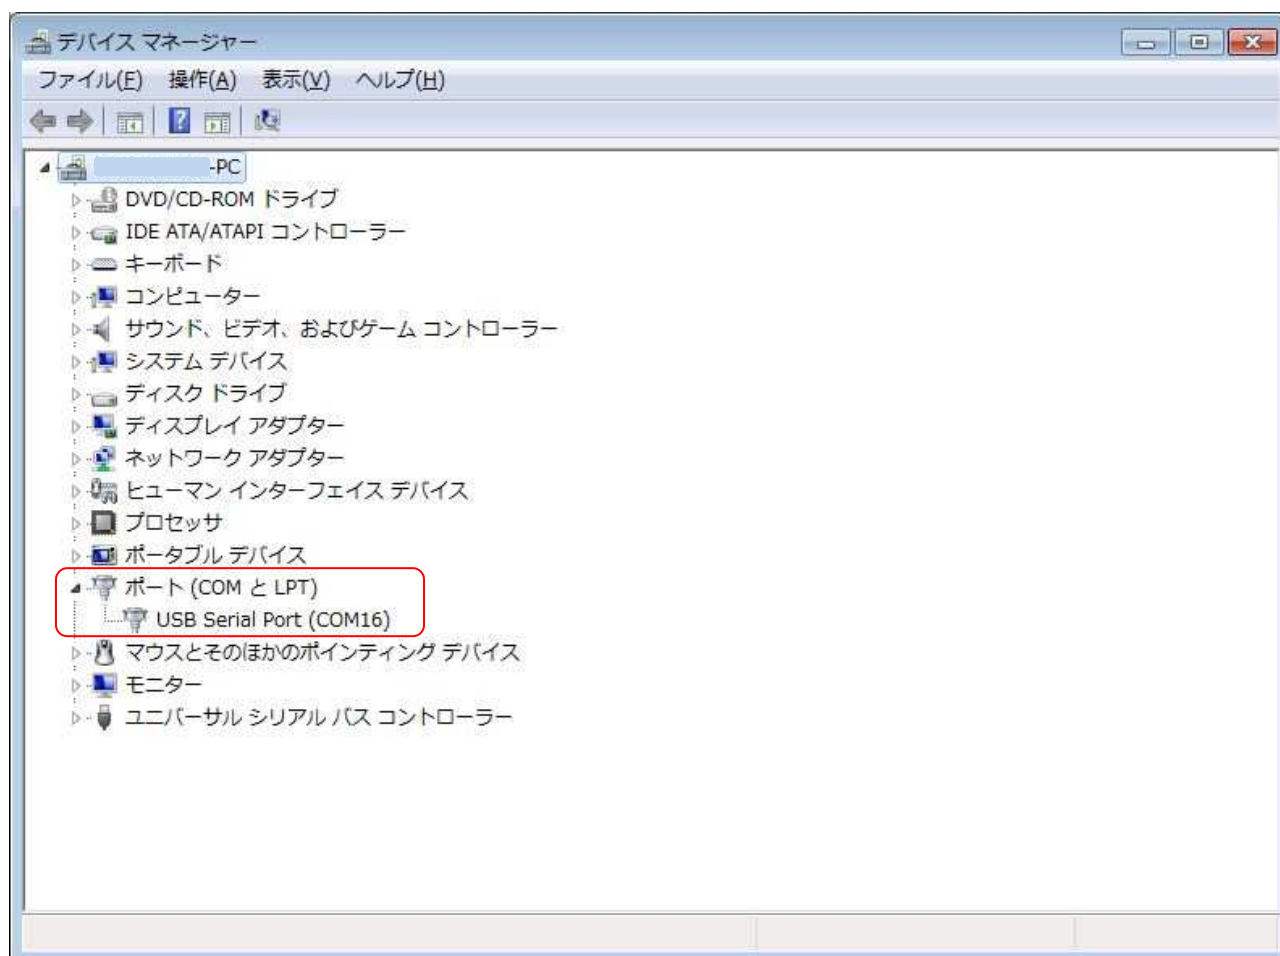 デバイス マネージャー
ファイル(F) 操作(A) 表示(V) ヘルプ(H)
-PC
DVD/CD-ROM ドライブ
IDE ATA/ATAPI コントローラー
キーボード
コンピューター
サウンド、ビデオ、およびゲーム コントローラー
システム デバイス
ディスク ドライブ
ディスプレイ アダプター
ネットワーク アダプター
ヒューマン インターフェイス デバイス
プロセッサ
ポータブル デバイス
ポート (COM と LPT)
USB Serial Port (COM16)
マウスとそのほかのポインティング デバイス
モニター
ユニバーサル シリアル バス コントローラー